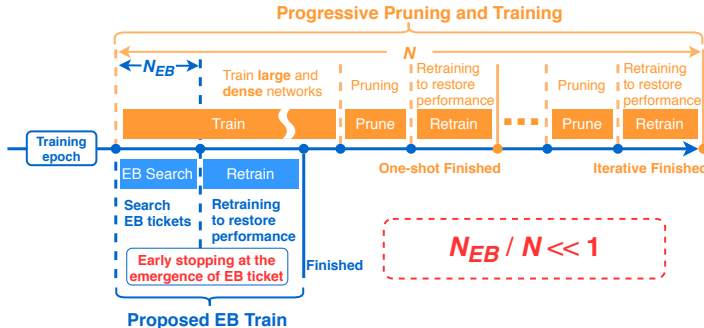 Progressive Pruning and Training
N
N_EB
Train large and
dense networks
Pruning
Retraining
to restore
performance
Pruning
Retraining
to restore
performance
Train
Prune
Retrain
Prune
Retrain
Training
epoch
One-shot Finished
Iterative Finished
EB Search
Retrain
Search
EB tickets
Retraining
to restore
performance
Early stopping at the
emergence of EB ticket
Finished
N_EB / N << 1
Proposed EB Train